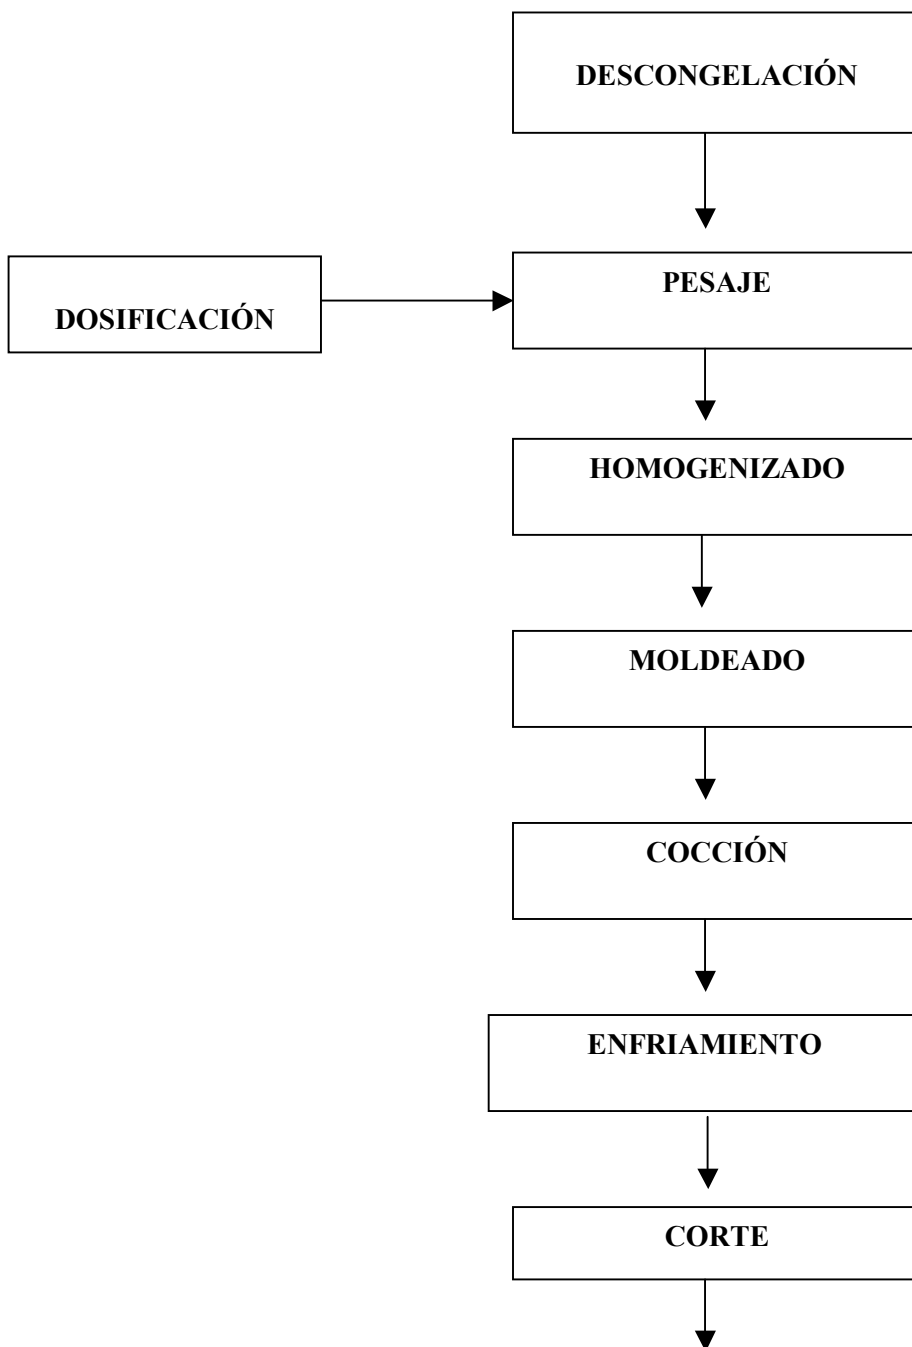 DESCONGELACIÓN
PESAJE
DOSIFICACIÓN
HOMOGENIZADO
MOLDEADO
COCCIÓN
ENFRIAMIENTO
CORTE